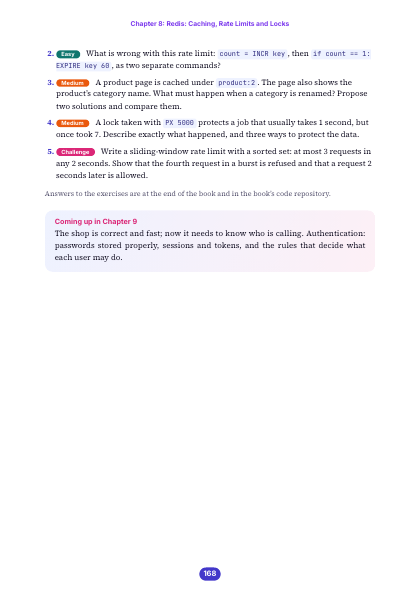 Chapter 8: Redis: Caching, Rate Limits and Locks
2. Easy What is wrong with this rate limit: count = INCR key, then if count == 1:
EXPIRE key 60, as two separate commands?
3. Medium A product page is cached under product:2. The page also shows the
product's category name. What must happen when a category is renamed? Propose
two solutions and compare them.
4. Medium A lock taken with PX 5000 protects a job that usually takes 1 second, but
once took 7. Describe exactly what happened, and three ways to protect the data.
5. Challenge Write a sliding-window rate limit with a sorted set: at most 3 requests in
any 2 seconds. Show that the fourth request in a burst is refused and that a request 2
seconds later is allowed.
Answers to the exercises are at the end of the book and in the book's code repository.
Coming up in Chapter 9
The shop is correct and fast; now it needs to know who is calling. Authentication:
passwords stored properly, sessions and tokens, and the rules that decide what
each user may do.
168